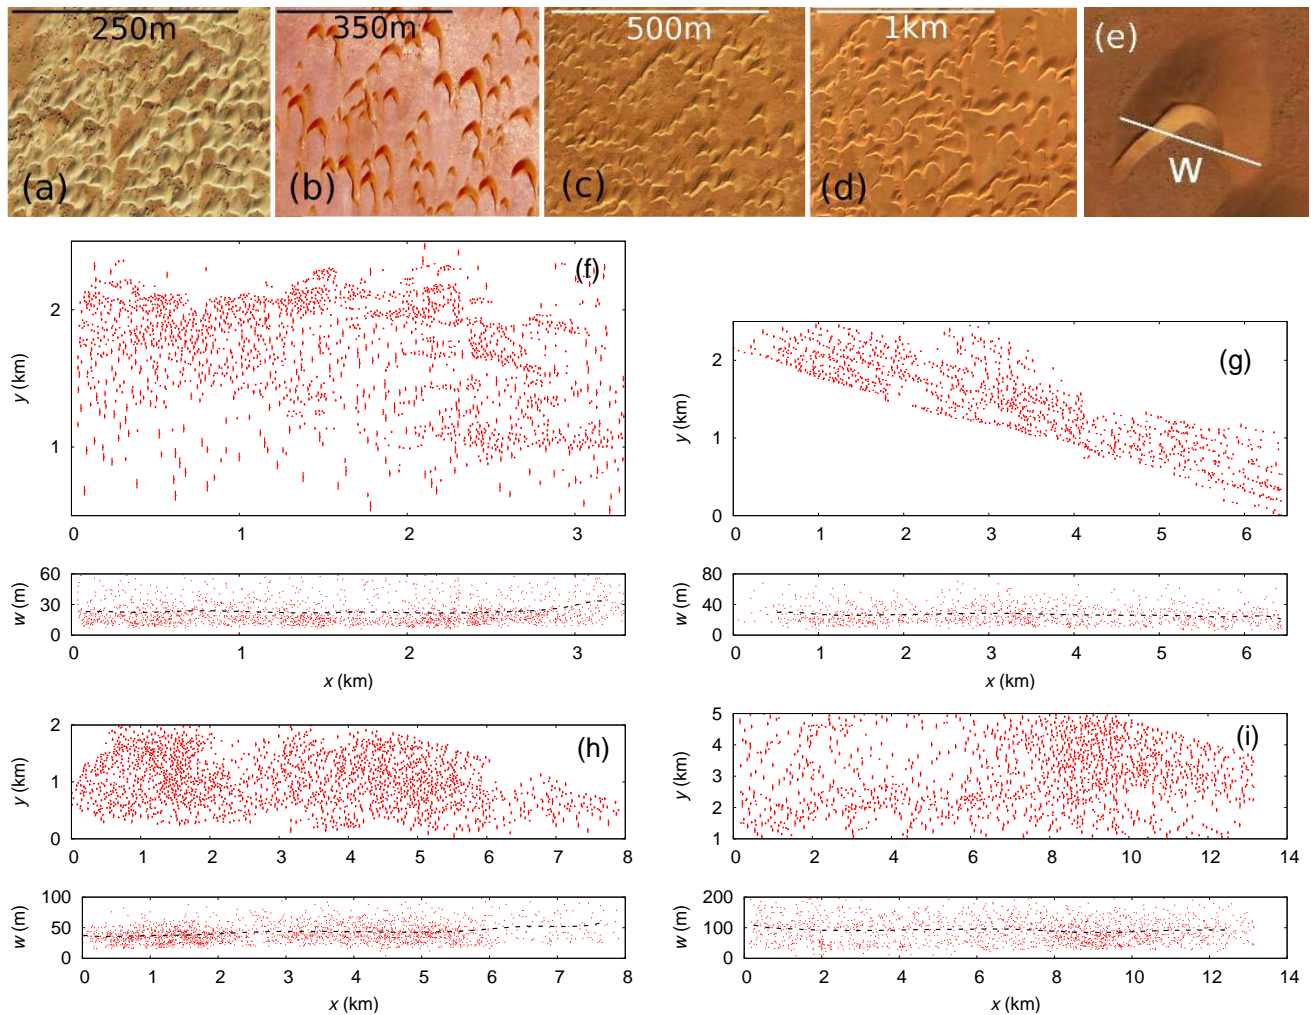 250m 350m 500m 1km (e)
(a) (b) (c) (d) w
(f)
2
y (km)
1
1 2 3
(g)
2
y (km)
1
0
0 1 2 3 4 5 6
60
w (m)
30
0
0 1 2 3
x (km)
80
w (m)
40
0
0 1 2 3 4 5 6
x (km)
(h)
2
y (km)
1
0
0 1 2 3 4 5 6 7 8
(i)
5
4
y (km)
3
2
1
0 2 4 6 8 10 12 14
100
w (m)
50
0
0 1 2 3 4 5 6 7 8
x (km)
200
w (m)
100
0
0 2 4 6 8 10 12 14
x (km)